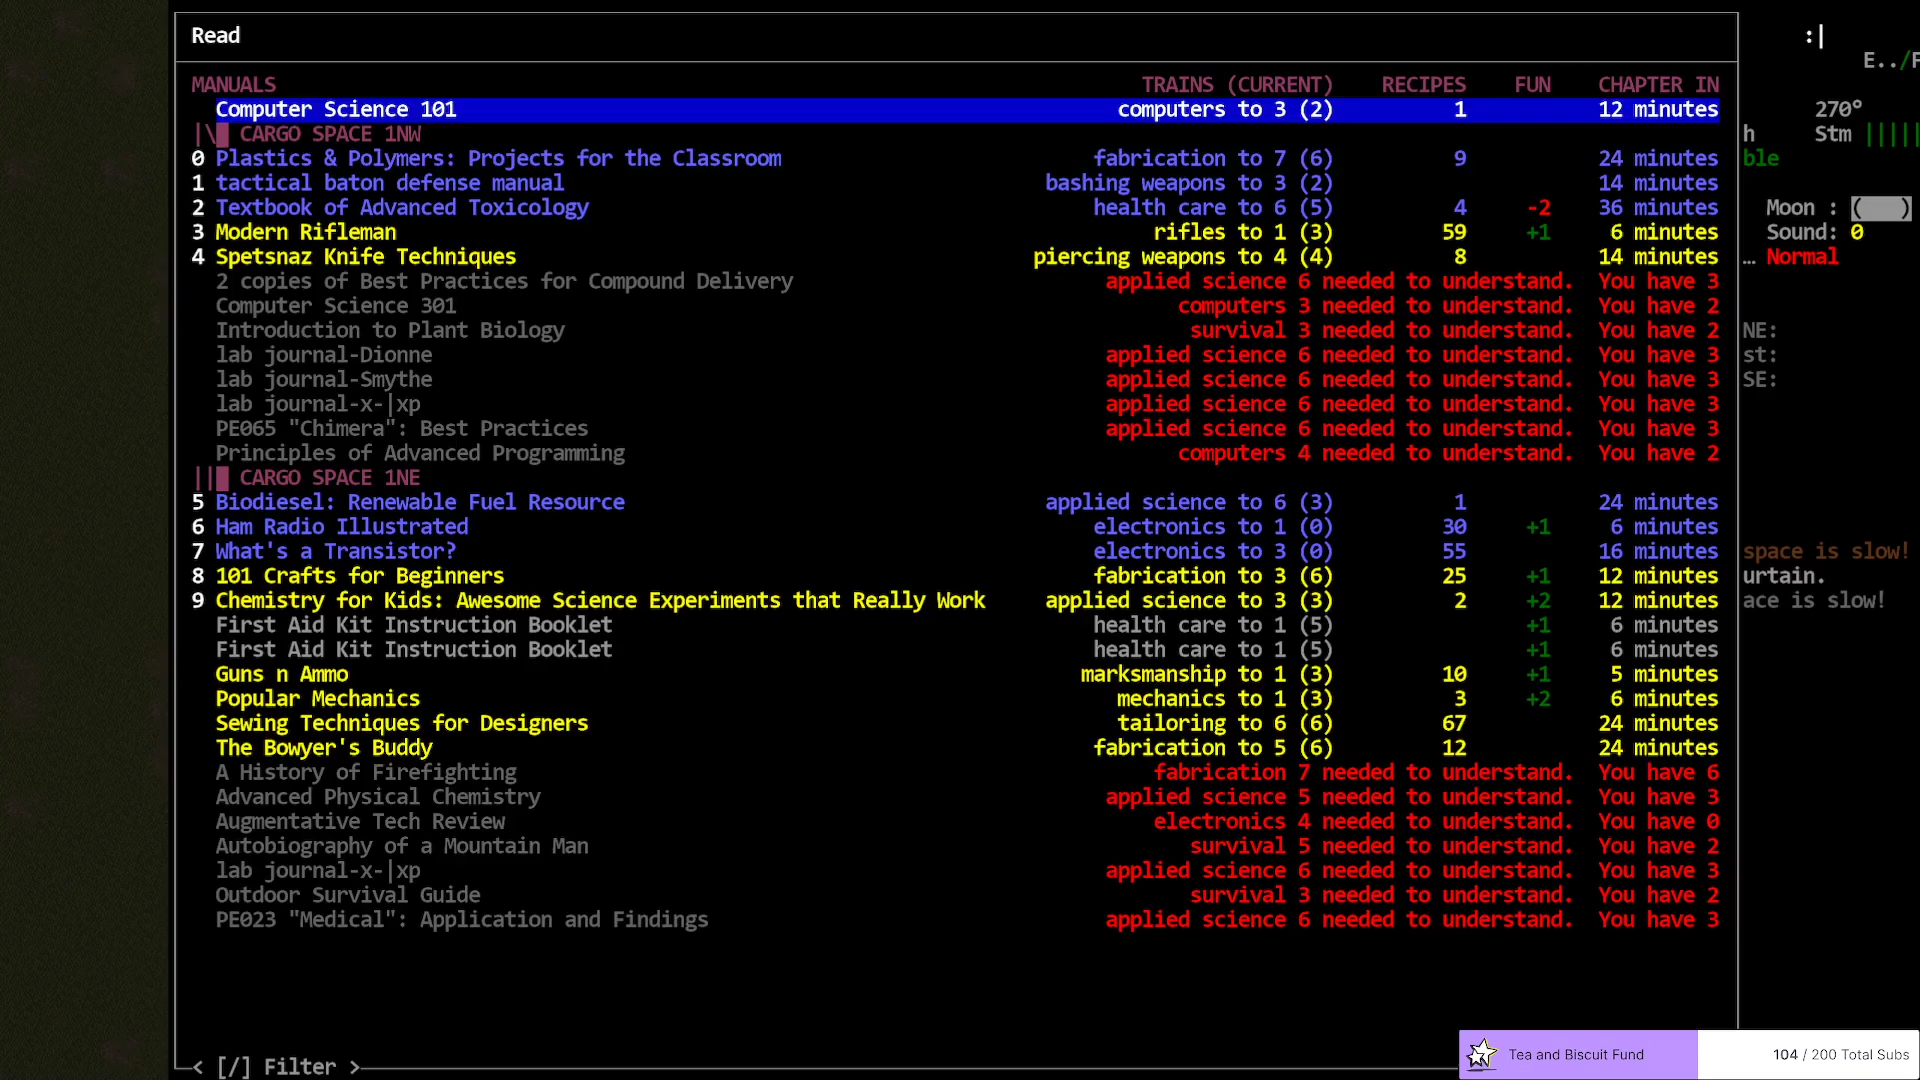 Read
:|
E../F
MANUALS TRAINS (CURRENT) RECIPES FUN CHAPTER IN
Computer Science 101 computers to 3 (2) 1 12 minutes
270°
|\ CARGO SPACE 1NW
h Stm |||||
0 Plastics & Polymers: Projects for the Classroom fabrication to 7 (6) 9 24 minutes
ble
1 tactical baton defense manual bashing weapons to 3 (2) 14 minutes
2 Textbook of Advanced Toxicology health care to 6 (5) 4 -2 36 minutes
Moon : (   )
3 Modern Rifleman rifles to 1 (3) 59 +1 6 minutes
Sound: 0
4 Spetsnaz Knife Techniques piercing weapons to 4 (4) 8 14 minutes
… Normal
2 copies of Best Practices for Compound Delivery applied science 6 needed to understand. You have 3
Computer Science 301 computers 3 needed to understand. You have 2
Introduction to Plant Biology survival 3 needed to understand. You have 2
NE:
lab journal-Dionne applied science 6 needed to understand. You have 3
st:
lab journal-Smythe applied science 6 needed to understand. You have 3
SE:
lab journal-x-|xp applied science 6 needed to understand. You have 3
PE065 "Chimera": Best Practices applied science 6 needed to understand. You have 3
Principles of Advanced Programming computers 4 needed to understand. You have 2
|| CARGO SPACE 1NE
5 Biodiesel: Renewable Fuel Resource applied science to 6 (3) 1 24 minutes
6 Ham Radio Illustrated electronics to 1 (0) 30 +1 6 minutes
7 What's a Transistor? electronics to 3 (0) 55 16 minutes
space is slow!
8 101 Crafts for Beginners fabrication to 3 (6) 25 +1 12 minutes
urtain.
9 Chemistry for Kids: Awesome Science Experiments that Really Work applied science to 3 (3) 2 +2 12 minutes
ace is slow!
First Aid Kit Instruction Booklet health care to 1 (5) +1 6 minutes
First Aid Kit Instruction Booklet health care to 1 (5) +1 6 minutes
Guns n Ammo marksmanship to 1 (3) 10 +1 5 minutes
Popular Mechanics mechanics to 1 (3) 3 +2 6 minutes
Sewing Techniques for Designers tailoring to 6 (6) 67 24 minutes
The Bowyer's Buddy fabrication to 5 (6) 12 24 minutes
A History of Firefighting fabrication 7 needed to understand. You have 6
Advanced Physical Chemistry applied science 5 needed to understand. You have 3
Augmentative Tech Review electronics 4 needed to understand. You have 0
Autobiography of a Mountain Man survival 5 needed to understand. You have 2
lab journal-x-|xp applied science 6 needed to understand. You have 3
Outdoor Survival Guide survival 3 needed to understand. You have 2
PE023 "Medical": Application and Findings applied science 6 needed to understand. You have 3
Tea and Biscuit Fund 104 / 200 Total Subs
< [/] Filter >